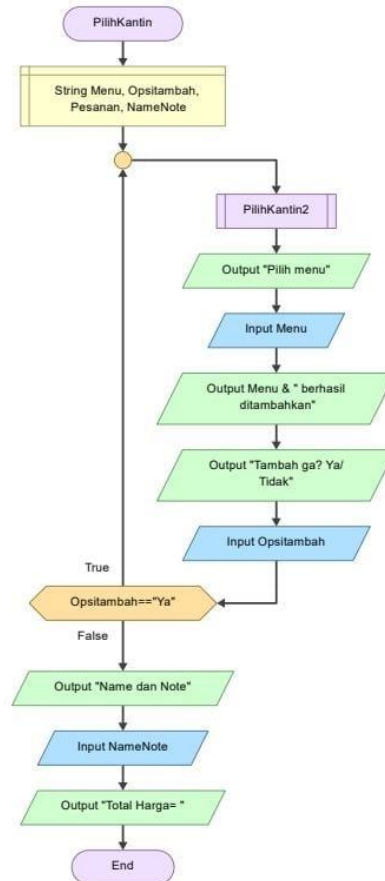 PilihKantin
String Menu, Opsitambah,
Pesanan, NameNote
PilihKantin2
Output "Pilih menu"
Input Menu
Output Menu & " berhasil
ditambahkan"
Output "Tambah ga? Ya/
Tidak"
Input Opsitambah
True
Opsitambah=="Ya"
False
Output "Name dan Note"
Input NameNote
Output "Total Harga= "
End